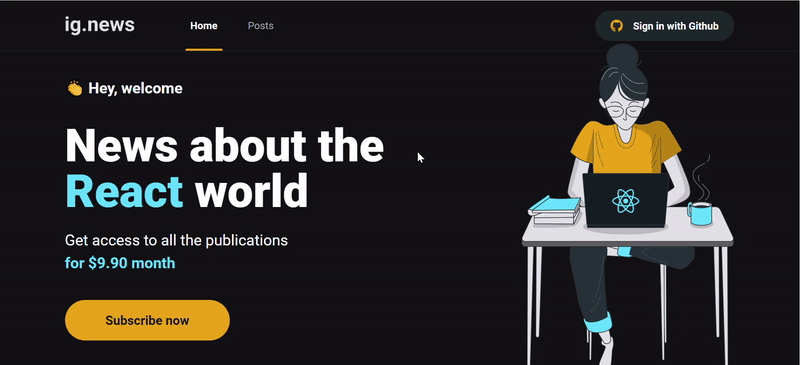 ig.news
Home
Posts
Sign in with Github
👏 Hey, welcome
News about the
React world
Get access to all the publications
for $9.90 month
Subscribe now